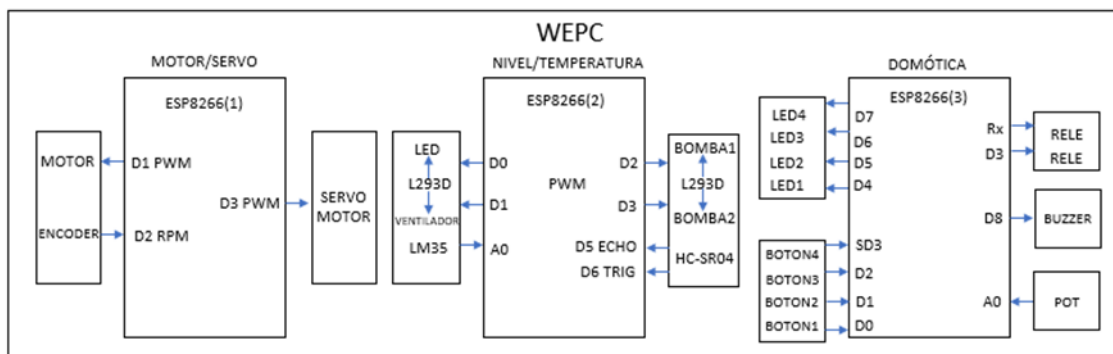 WEPC
MOTOR/SERVO
ESP8266(1)
MOTOR
D1 PWM
D3 PWM
SERVO
MOTOR
ENCODER
D2 RPM
NIVEL/TEMPERATURA
ESP8266(2)
LED
D0
L293D
D1
VENTILADOR
LM35
A0
PWM
D2
BOMBA1
L293D
D3
BOMBA2
D5 ECHO
HC-SR04
D6 TRIG
DOMÓTICA
ESP8266(3)
LED4
D7
LED3
D6
LED2
D5
LED1
D4
Rx
RELE
D3
RELE
D8
BUZZER
BOTON4
SD3
BOTON3
D2
BOTON2
D1
BOTON1
D0
A0
POT